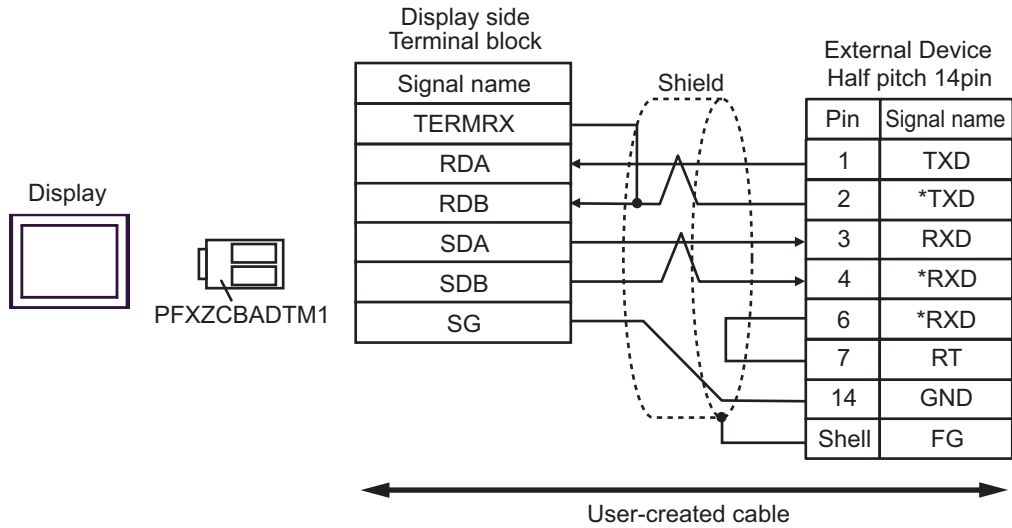 Display side
Terminal block
External Device
Half pitch 14pin
Shield
Signal name
TERMRX
RDA
RDB
SDA
SDB
SG
Pin Signal name
1 TXD
2 *TXD
3 RXD
4 *RXD
6 *RXD
7 RT
14 GND
Shell FG
Display
PFXZCBADTM1
User-created cable